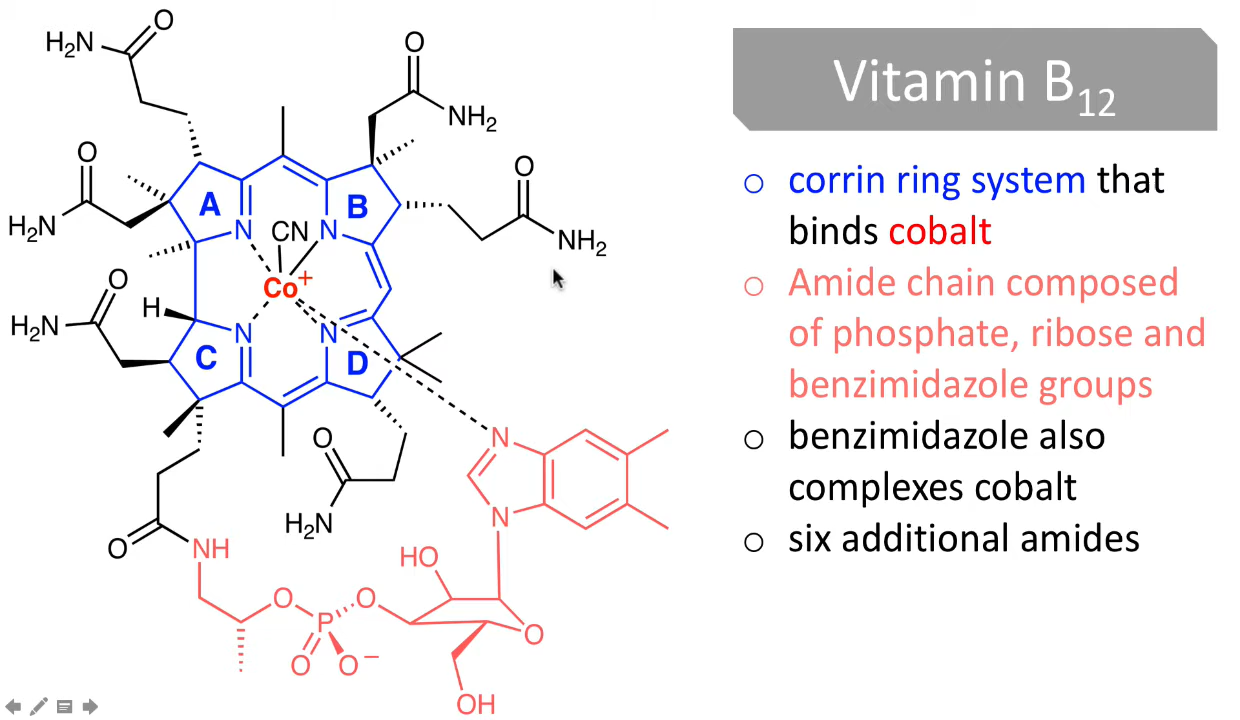 Vitamin B12
corrin ring system that
binds cobalt
Amide chain composed
of phosphate, ribose and
benzimidazole groups
benzimidazole also
complexes cobalt
six additional amides
O
H2N
O
NH2
O
H2N
O
NH2
A
B
N
CN
N
Co+
O
H2N
H
N
N
C
D
O
H2N
N
N
O
NH
HO
O
P
O
O
O
O−
OH